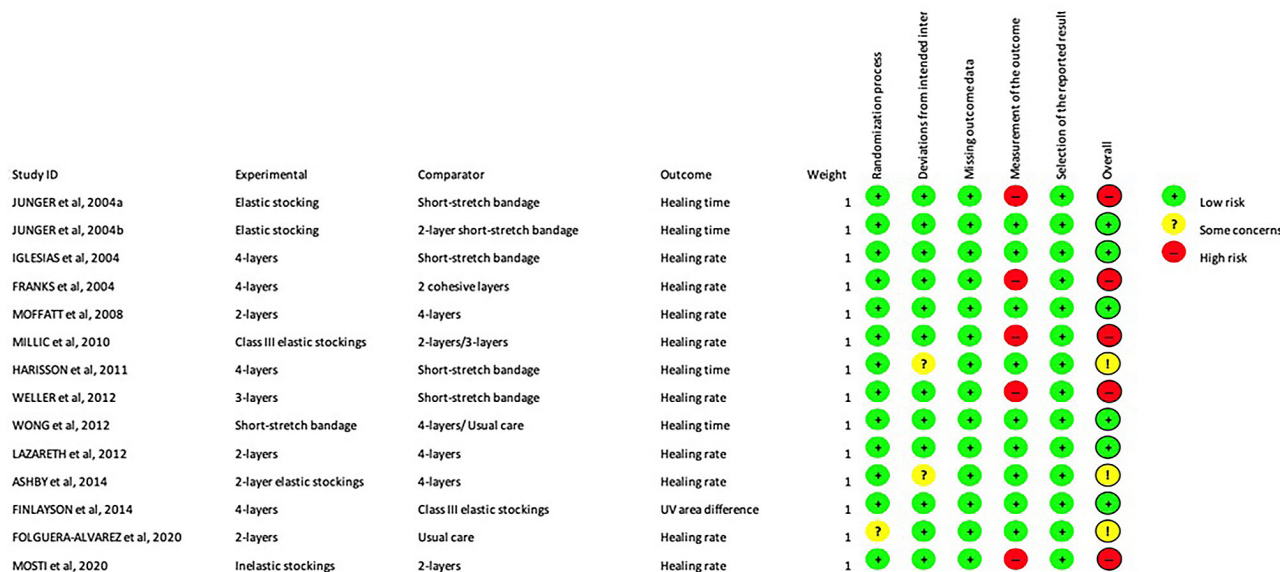 Randomization process
Deviations from intended inter
Missing outcome data
Measurement of the outcome
Selection of the reported result
Overall
Study ID Experimental Comparator Outcome Weight
JUNGER et al, 2004a Elastic stocking Short-stretch bandage Healing time 1 + + + − + −
JUNGER et al, 2004b Elastic stocking 2-layer short-stretch bandage Healing time 1 + + + + + +
IGLESIAS et al, 2004 4-layers Short-stretch bandage Healing rate 1 + + + + + +
FRANKS et al, 2004 4-layers 2 cohesive layers Healing rate 1 + + + − + −
MOFFATT et al, 2008 2-layers 4-layers Healing rate 1 + + + + + +
MILLIC et al, 2010 Class III elastic stockings 2-layers/3-layers Healing rate 1 + + + − + −
HARISSON et al, 2011 4-layers Short-stretch bandage Healing time 1 + ? + + + !
WELLER et al, 2012 3-layers Short-stretch bandage Healing rate 1 + + + − + −
WONG et al, 2012 Short-stretch bandage 4-layers/ Usual care Healing time 1 + + + + + +
LAZARETH et al, 2012 2-layers 4-layers Healing rate 1 + + + + + +
ASHBY et al, 2014 2-layer elastic stockings 4-layers Healing rate 1 + ? + + + !
FINLAYSON et al, 2014 4-layers Class III elastic stockings UV area difference 1 + + + + + +
FOLGUERA-ALVAREZ et al, 2020 2-layers Usual care Healing rate 1 ? + + + + !
MOSTI et al, 2020 Inelastic stockings 2-layers Healing rate 1 + + + − + −
+ Low risk
? Some concerns
− High risk